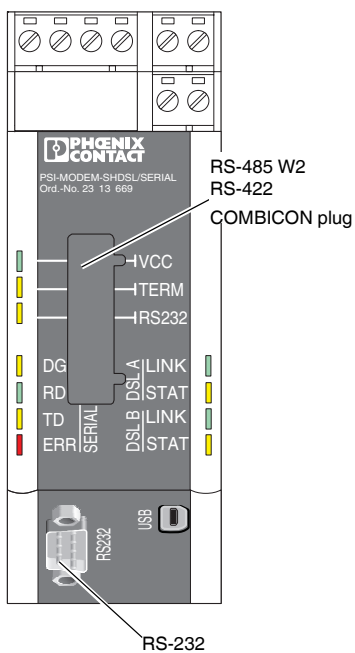 PHŒNIX
CONTACT
PSI-MODEM-SHDSL/SERIAL
Ord.-No. 23 13 669
RS-485 W2
RS-422
COMBICON plug
VCC
TERM
RS232
DG
RD
TD
ERR
SERIAL
DSL A
LINK
STAT
DSL B
LINK
STAT
RS232
USB
RS-232